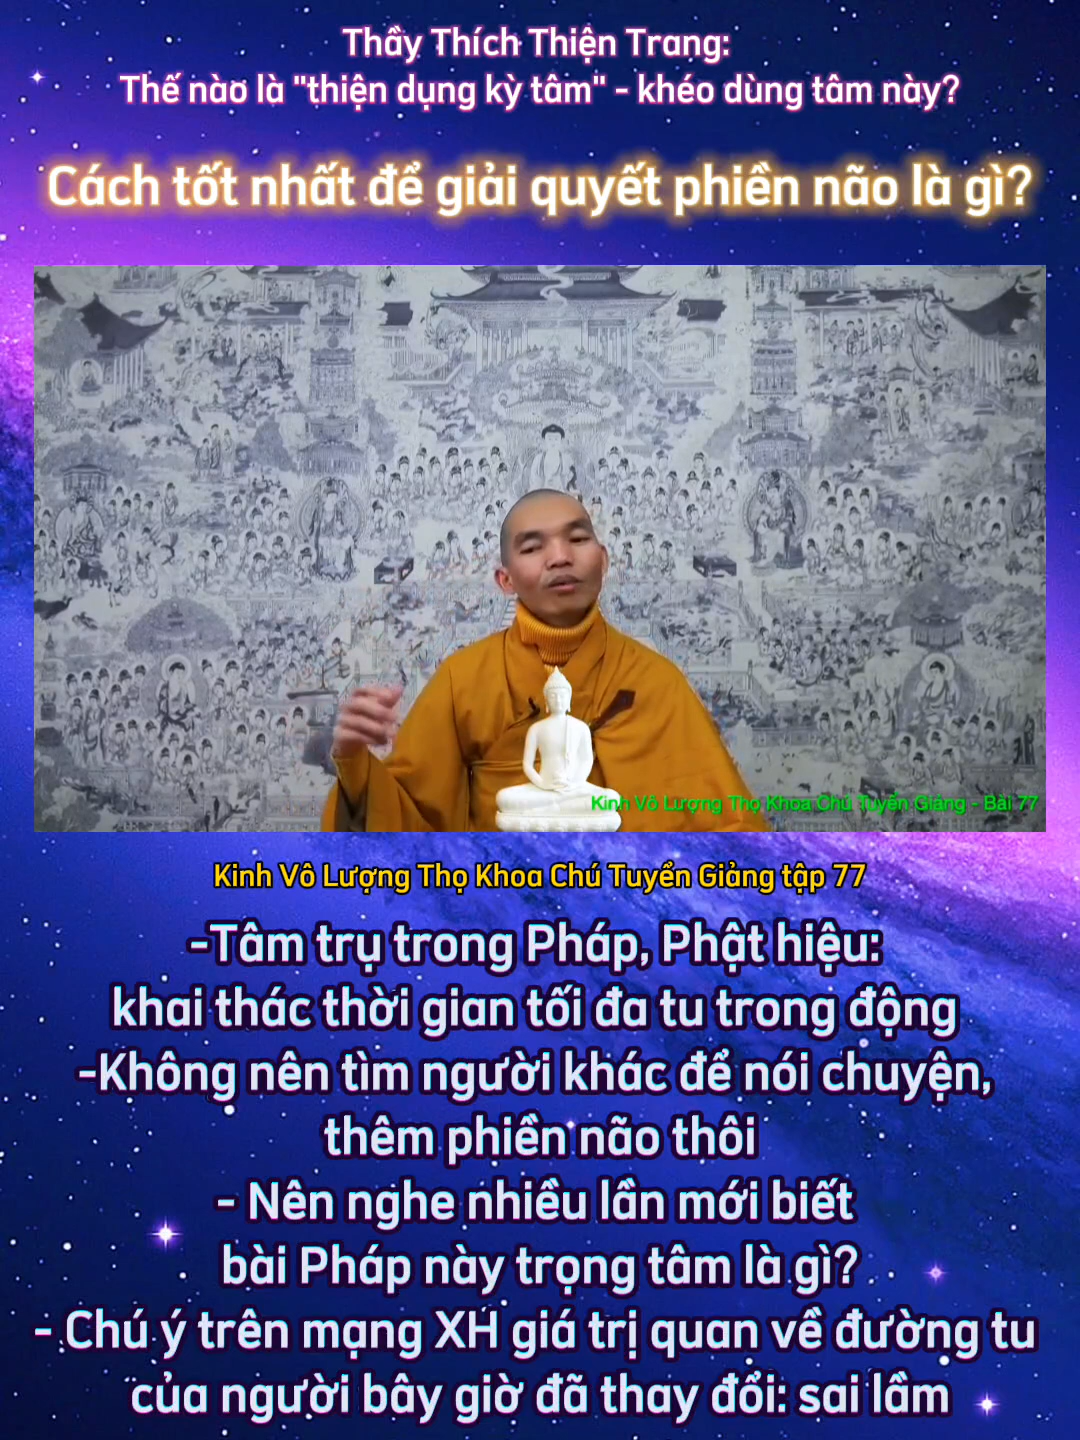 Thầy Thích Thiện Trang:
Thế nào là "thiện dụng kỳ tâm" - khéo dùng tâm này?
Cách tốt nhất để giải quyết phiền não là gì?
Kinh Vô Lượng Thọ Khoa Chú Tuyển Giảng - Bài 77
Kinh Vô Lượng Thọ Khoa Chú Tuyển Giảng tập 77
-Tâm trụ trong Pháp, Phật hiệu:
khai thác thời gian tối đa tu trong động
-Không nên tìm người khác để nói chuyện,
thêm phiền não thôi
- Nên nghe nhiều lần mới biết
bài Pháp này trọng tâm là gì?
- Chú ý trên mạng XH giá trị quan về đường tu
của người bây giờ đã thay đổi: sai lầm